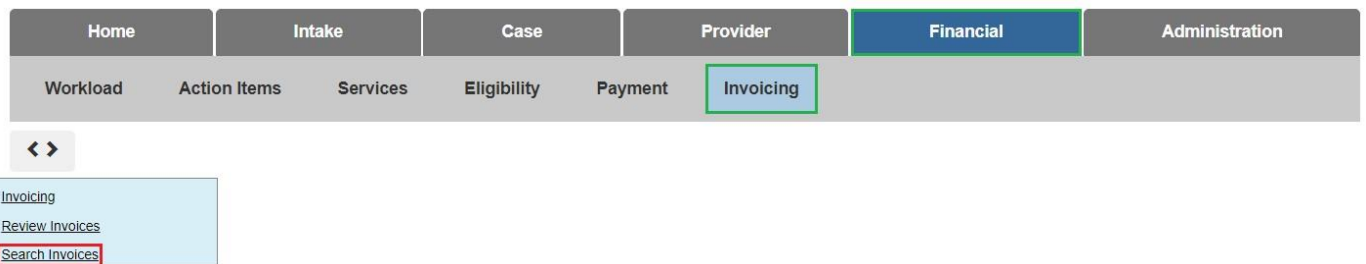 Home Intake Case Provider Financial Administration
Workload Action Items Services Eligibility Payment Invoicing
Invoicing
Review Invoices
Search Invoices